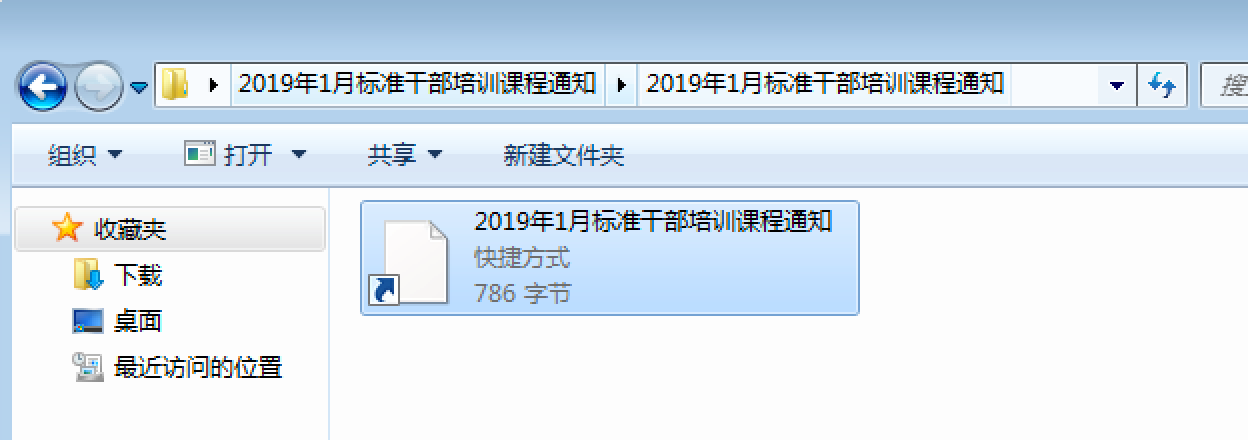 2019年1月标准干部培训课程通知 2019年1月标准干部培训课程通知 搜
组织 打开 共享 新建文件夹
收藏夹
下载
桌面
最近访问的位置
2019年1月标准干部培训课程通知
快捷方式
786 字节